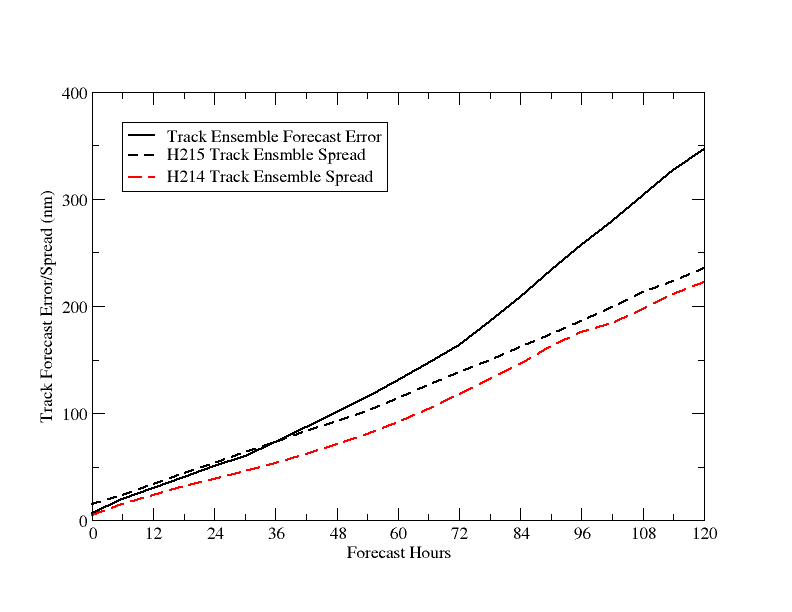 400
300
200
100
0
Track Forecast Error/Spread (nm)
Track Ensemble Forecast Error
H215 Track Ensmble Spread
H214 Track Ensemble Spread
0 12 24 36 48 60 72 84 96 108 120
Forecast Hours